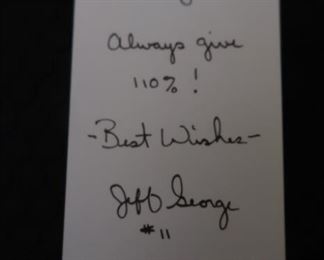 Always give
110%!
-Best Wishes-
Jeff George
#11